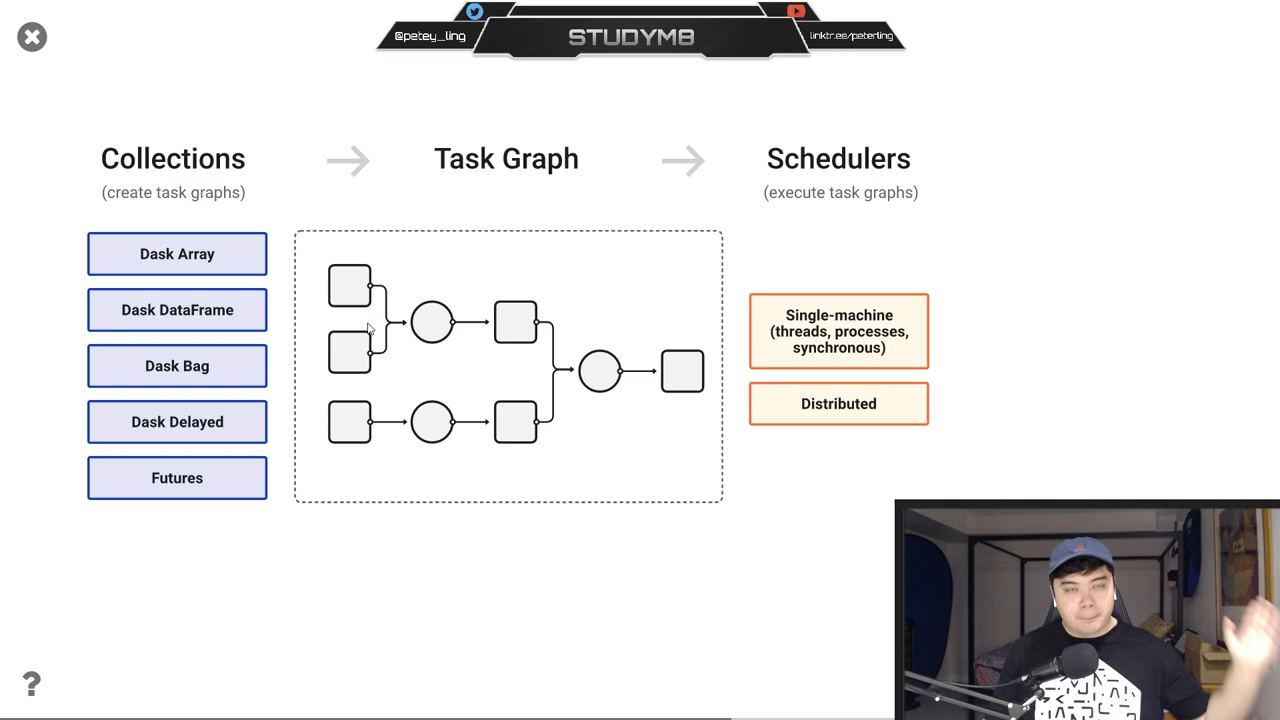 @petey_ling
STUDYM8
linktr.ee/peterling
Collections
Task Graph
Schedulers
(create task graphs)
(execute task graphs)
Dask Array
Dask DataFrame
Dask Bag
Dask Delayed
Futures
Single-machine
(threads, processes,
synchronous)
Distributed
?